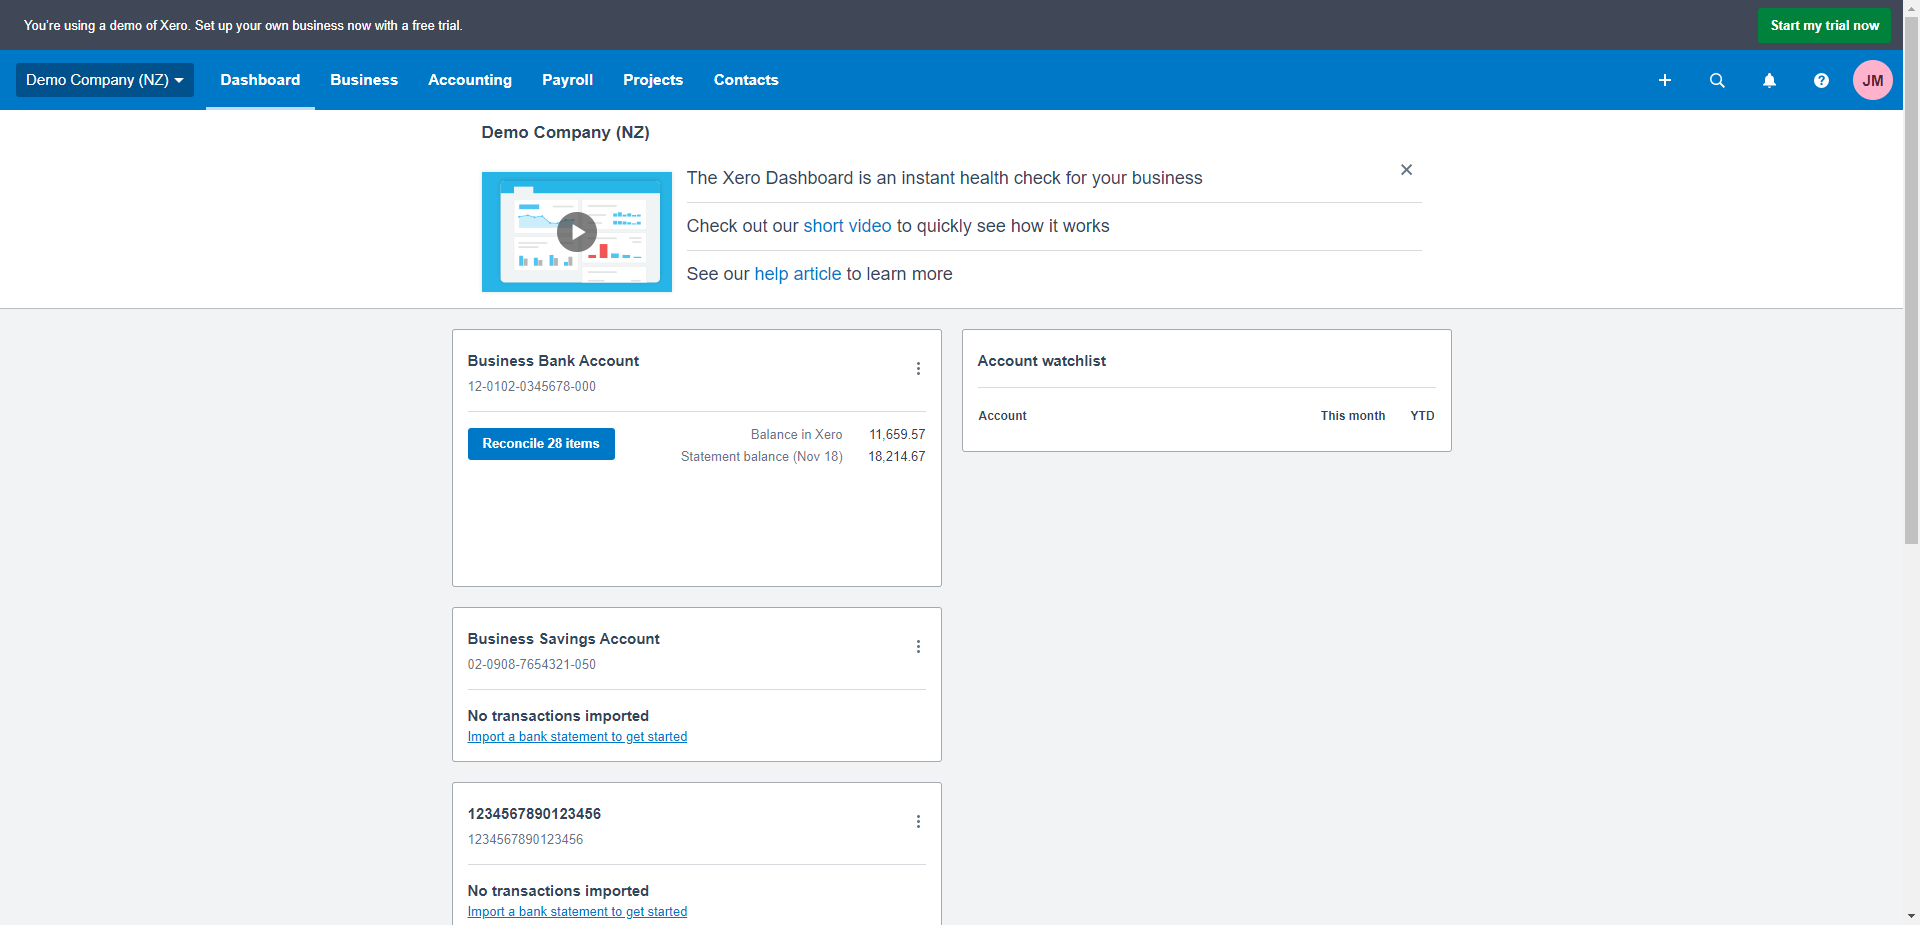 You're using a demo of Xero. Set up your own business now with a free trial.
Start my trial now
Demo Company (NZ)
Dashboard
Business
Accounting
Payroll
Projects
Contacts
JM
Demo Company (NZ)
The Xero Dashboard is an instant health check for your business
Check out our short video to quickly see how it works
See our help article to learn more
Business Bank Account
12-0102-0345678-000
Reconcile 28 items
Balance in Xero 11,659.57
Statement balance (Nov 18) 18,214.67
Account watchlist
Account This month YTD
Business Savings Account
02-0908-7654321-050
No transactions imported
Import a bank statement to get started
1234567890123456
1234567890123456
No transactions imported
Import a bank statement to get started